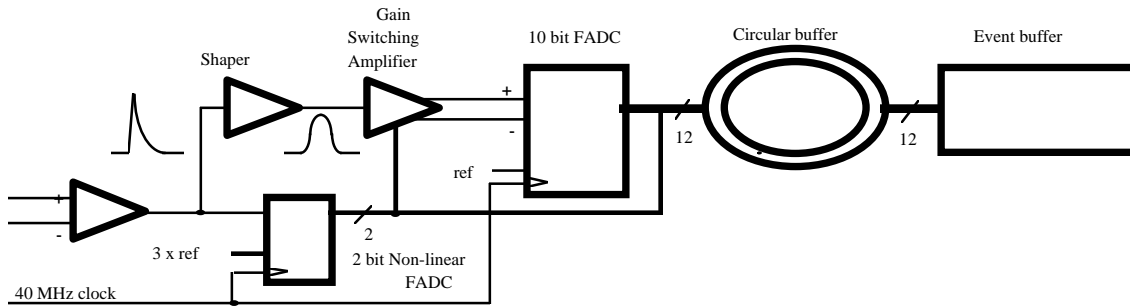 Gain
Switching
Amplifier
Shaper
10 bit FADC
Circular buffer
Event buffer
+
-
12
12
ref
+
-
3 x ref
2
2 bit Non-linear
FADC
40 MHz clock